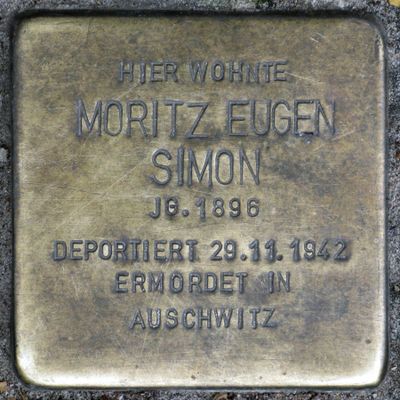 HIER WOHNTE
MORITZ EUGEN
SIMON
JG. 1896
DEPORTIERT 29.11.1942
ERMORDET IN
AUSCHWITZ